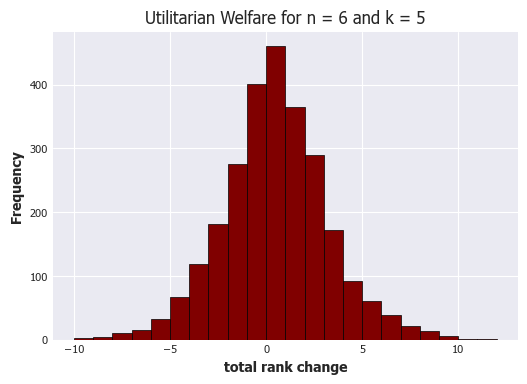 Utilitarian Welfare for n = 6 and k = 5
Frequency
400
300
200
100
0
−10 −5 0 5 10
total rank change